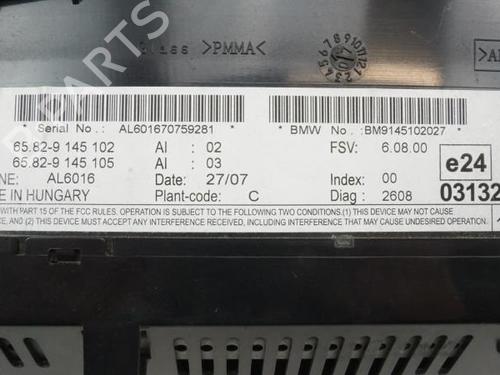 >PMMA<
Serial No . : AL601670759281 * * BMW No . :BM9145102027 *
65.82-9 145 102 AI : 02 FSV: 6.08.00
65.82-9 145 105 AI : 03 e24
NE: AL6016 Date: 27/07 Index: 00 03132
E IN HUNGARY Plant-code: C Diag : 2608
WITH PART 15 OF THE FCC RULES. OPERATION IS SUBJECT TO THE FOLLOWING TWO CONDITIONS.(1) THIS DEVICE MAY NOT CAUSE
(2) THIS DEVICE MUST ACCEPT ANY INTERFERENCE RECEIVED, INCLUDING INTERFERENCE THAT MAY CAUSE UNDESIRED OPERATION.